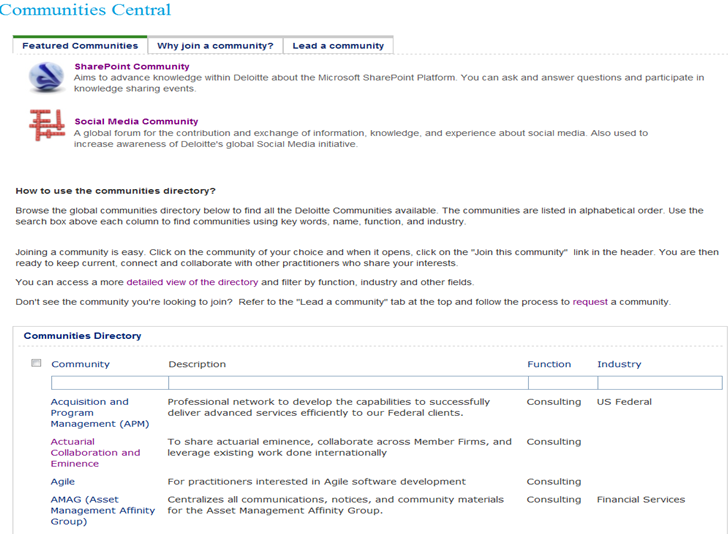 Communities Central
Featured Communities
Why join a community?
Lead a community
SharePoint Community
Aims to advance knowledge within Deloitte about the Microsoft SharePoint Platform. You can ask and answer questions and participate in
knowledge sharing events.
Social Media Community
A global forum for the contribution and exchange of information, knowledge, and experience about social media. Also used to
increase awareness of Deloitte's global Social Media initiative.
How to use the communities directory?
Browse the global communities directory below to find all the Deloitte Communities available. The communities are listed in alphabetical order. Use the
search box above each column to find communities using key words, name, function, and industry.
Joining a community is easy. Click on the community of your choice and when it opens, click on the "Join this community" link in the header. You are then
ready to keep current, connect and collaborate with other practitioners who share your interests.
You can access a more detailed view of the directory and filter by function, industry and other fields.
Don't see the community you're looking to join? Refer to the "Lead a community" tab at the top and follow the process to request a community.
Communities Directory
Community Description Function Industry
Acquisition and
Program
Management (APM)
Professional network to develop the capabilities to successfully
deliver advanced services efficiently to our Federal clients.
Consulting
US Federal
Actuarial
Collaboration and
Eminence
To share actuarial eminence, collaborate across Member Firms, and
leverage existing work done internationally
Consulting
Agile
For practitioners interested in Agile software development
Consulting
AMAG (Asset
Management Affinity
Group)
Centralizes all communications, notices, and community materials
for the Asset Management Affinity Group.
Consulting
Financial Services